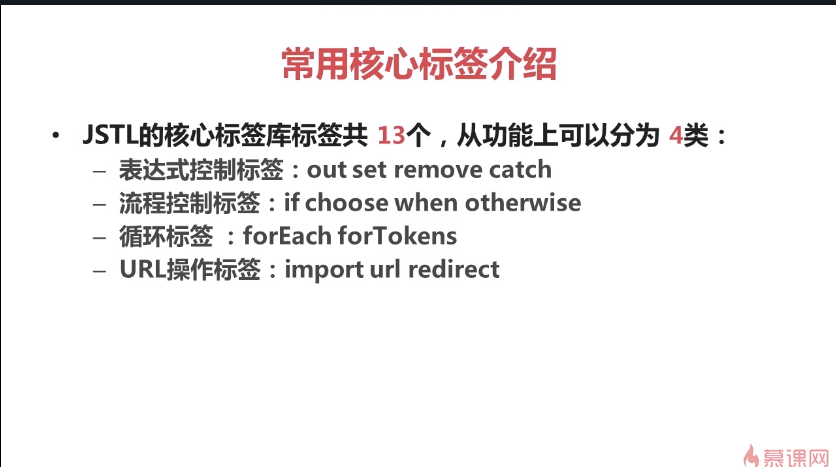 常用核心标签介绍
• JSTL的核心标签库标签共 13个，从功能上可以分为 4类：
– 表达式控制标签：out set remove catch
– 流程控制标签：if choose when otherwise
– 循环标签 ：forEach forTokens
– URL操作标签：import url redirect
慕课网